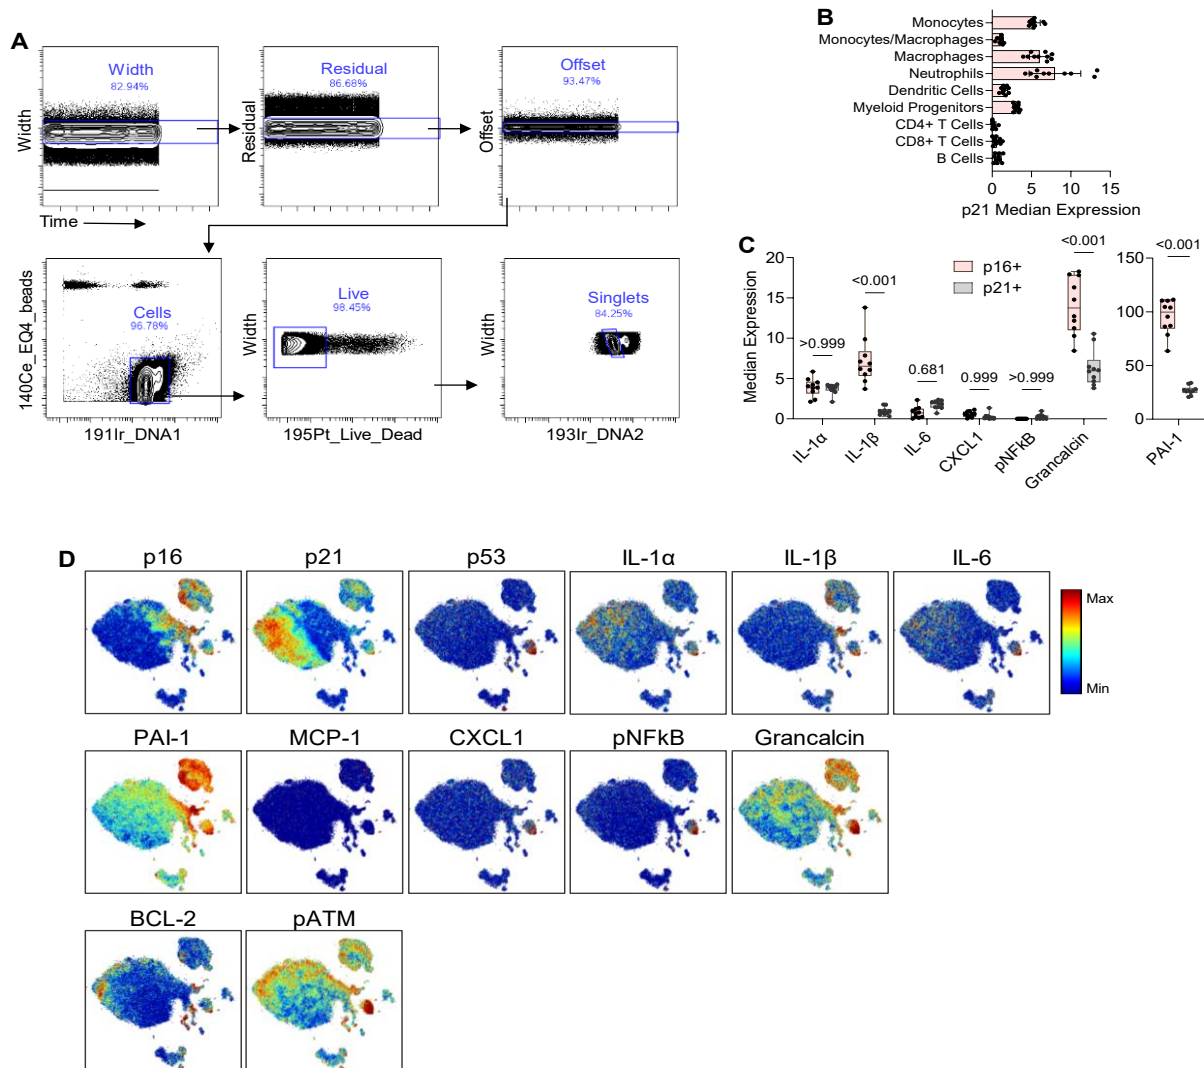 A
Width
82.94%
Width
Residual
86.68%
Residual
Offset
93.47%
Offset
Time
140Ce_EQ4_beads
Cells
96.78%
191Ir_DNA1
Width
Live
98.45%
195Pt_Live_Dead
Width
Singlets
84.25%
193Ir_DNA2
B
Monocytes
Monocytes/Macrophages
Macrophages
Neutrophils
Dendritic Cells
Myeloid Progenitors
CD4+ T Cells
CD8+ T Cells
B Cells
0 5 10 15
p21 Median Expression
C
Median Expression
20
15
10
5
0
>0.999
<0.001
0.681
0.999
>0.999
<0.001
p16+
p21+
IL-1α
IL-1β
IL-6
CXCL1
pNFkB
Grancalcin
<0.001
150
100
50
0
PAI-1
D
p16 p21 p53 IL-1α IL-1β IL-6
Max
Min
PAI-1 MCP-1 CXCL1 pNFkB Grancalcin
BCL-2 pATM